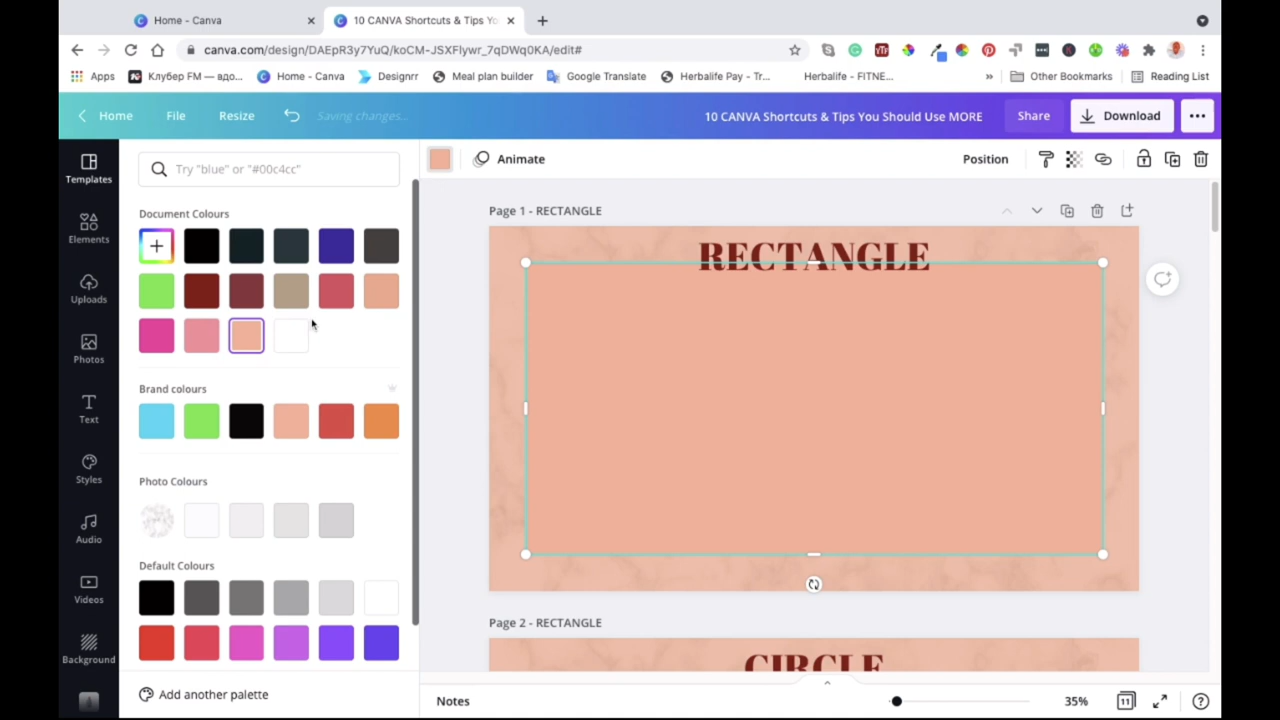 Home - Canva
10 CANVA Shortcuts & Tips Yo
canva.com/design/DAEpR3y7YuQ/koCM-JSXFlywr_7qDWq0KA/edit#
Apps
Клубер FM — вдо...
Home - Canva
Designrr
Meal plan builder
Google Translate
Herbalife Pay - Tr...
Herbalife - FITNE...
»
Other Bookmarks
Reading List
Home
File
Resize
Saving changes...
10 CANVA Shortcuts & Tips You Should Use MORE
Share
Download
Templates
Elements
Uploads
Photos
Text
Styles
Audio
Videos
Background
Try "blue" or "#00c4cc"
Document Colours
Brand colours
Photo Colours
Default Colours
Add another palette
Animate
Position
Page 1 - RECTANGLE
RECTANGLE
Page 2 - RECTANGLE
CIRCLE
Notes
35%
11